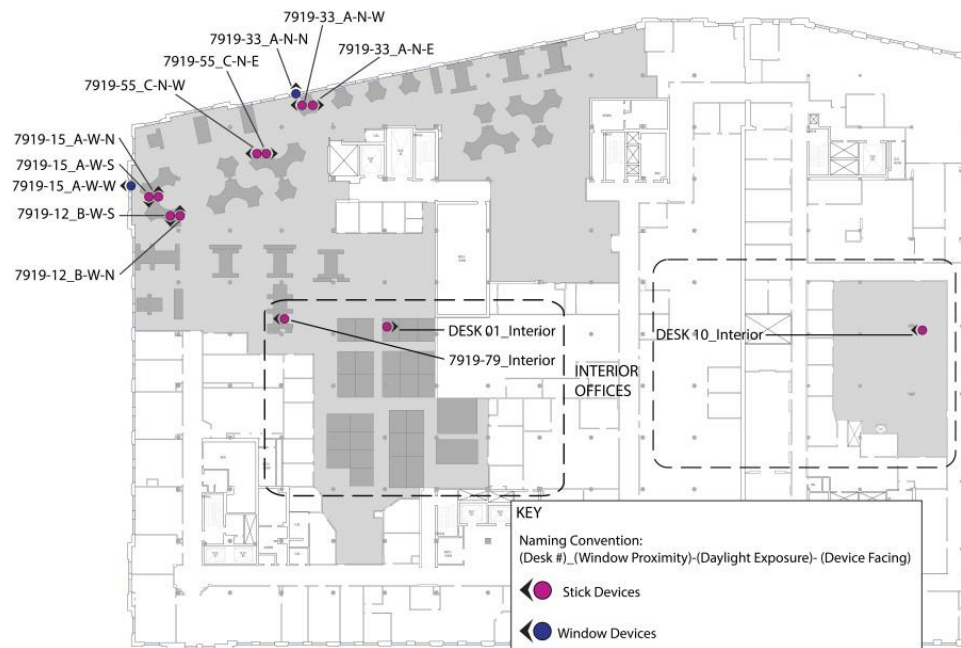 7919-33_A-N-W
7919-33_A-N-N
7919-33_A-N-E
7919-55_C-N-E
7919-55_C-N-W
7919-15_A-W-N
7919-15_A-W-S
7919-15_A-W-W
7919-12_B-W-S
7919-12_B-W-N
DESK 01_Interior
7919-79_Interior
DESK 10_Interior
INTERIOR
OFFICES
KEY
Naming Convention:
(Desk #)_(Window Proximity)-(Daylight Exposure)- (Device Facing)
Stick Devices
Window Devices